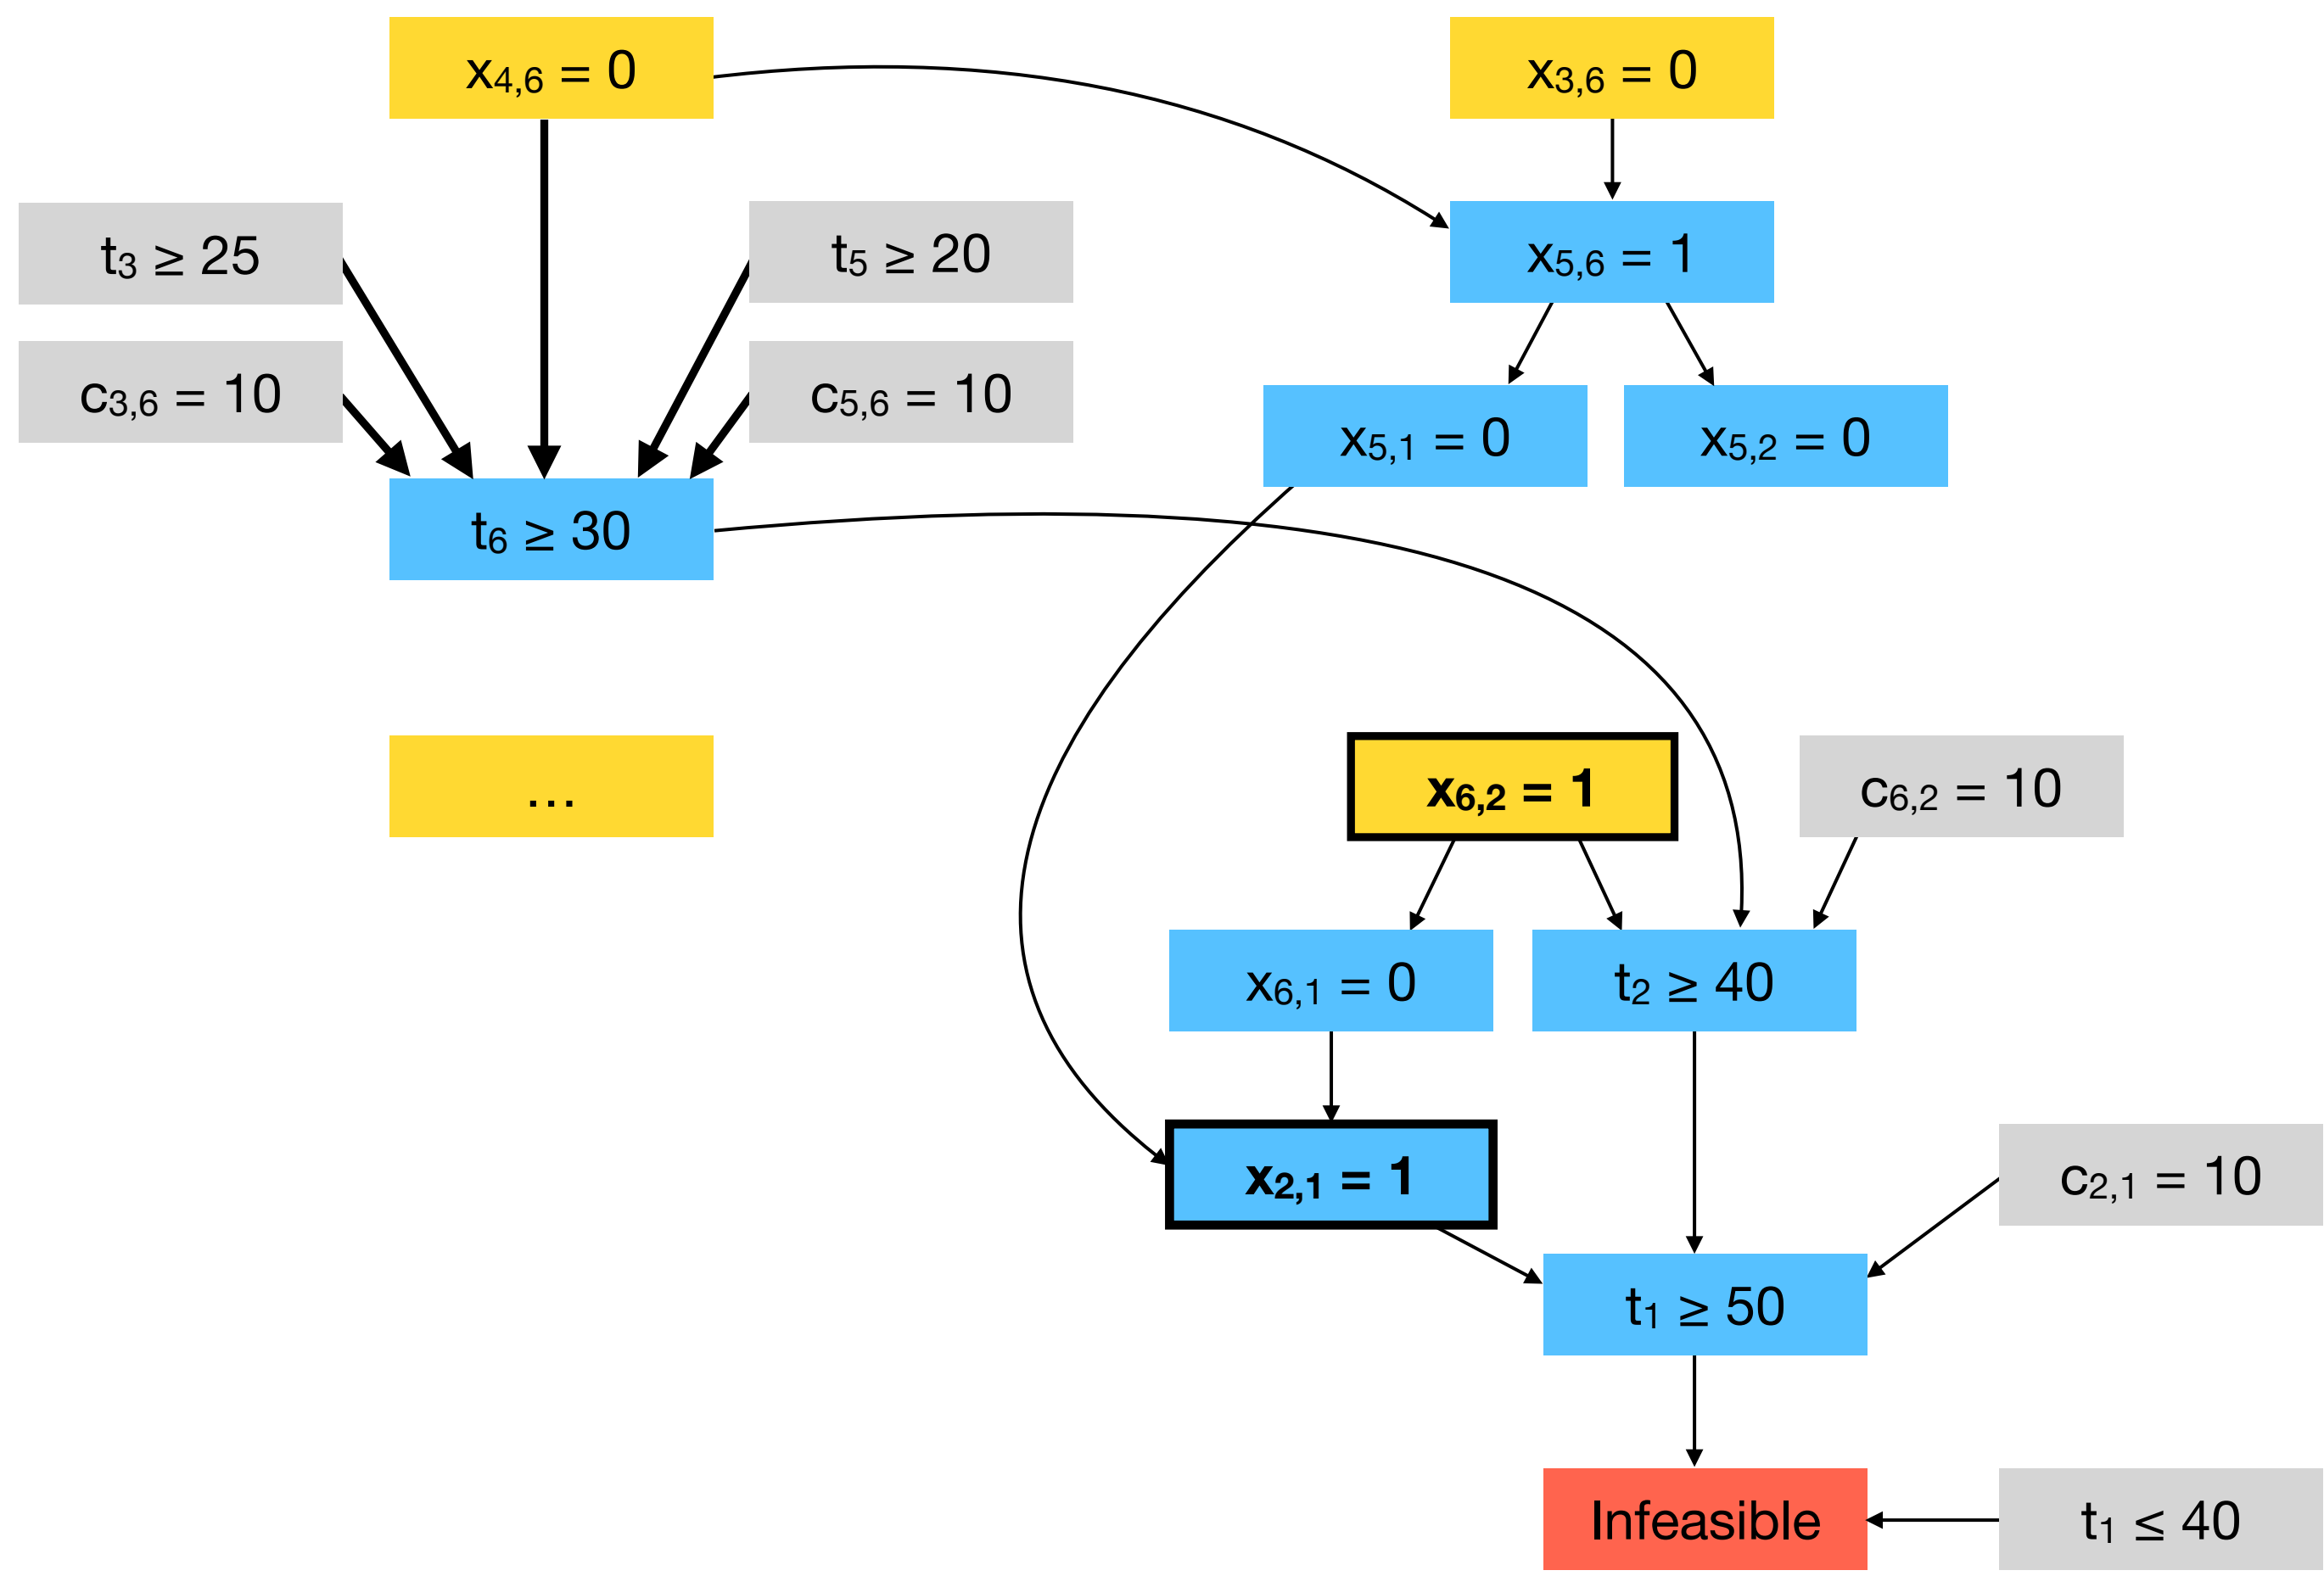 x₄,₆ = 0
x₃,₆ = 0
t₃ ≥ 25
t₅ ≥ 20
x₅,₆ = 1
c₃,₆ = 10
c₅,₆ = 10
x₅,₁ = 0
x₅,₂ = 0
t₆ ≥ 30
...
x₆,₂ = 1
c₆,₂ = 10
x₆,₁ = 0
t₂ ≥ 40
x₂,₁ = 1
c₂,₁ = 10
t₁ ≥ 50
Infeasible
t₁ ≤ 40